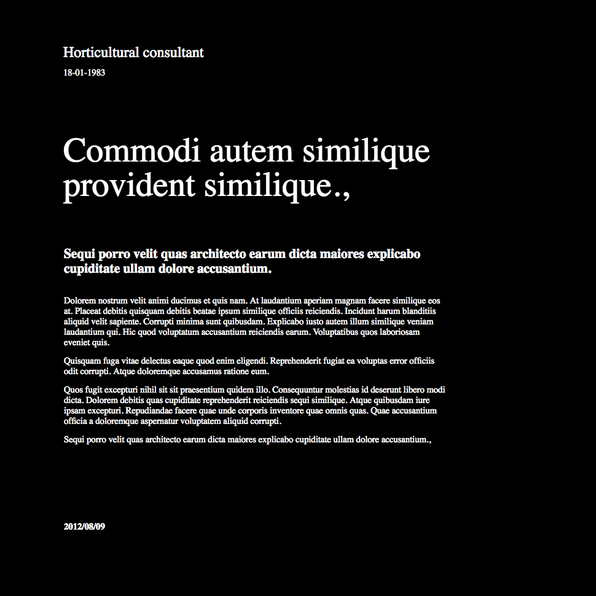 Horticultural consultant
18-01-1983
Commodi autem similique
provident similique.,
Sequi porro velit quas architecto earum dicta maiores explicabo
cupiditate ullam dolore accusantium.
Dolorem nostrum velit animi ducimus et quis nam. At laudantium aperiam magnam facere similique eos
at. Placeat debitis quisquam debitis beatae ipsum similique officiis reiciendis. Incidunt harum blanditiis
aliquid velit sapiente. Corrupti minima sunt quibusdam. Explicabo iusto autem illum similique veniam
laudantium qui. Hic quod voluptatum accusantium reiciendis earum. Voluptatibus quos laboriosam
eveniet quis.
Quisquam fuga vitae delectus eaque quod enim eligendi. Reprehenderit fugiat ea voluptas error officiis
odit corrupti. Atque doloremque accusamus ratione eum.
Quos fugit excepturi nihil sit sit praesentium quidem illo. Consequuntur molestias id deserunt libero modi
dicta. Dolorem debitis quas cupiditate reprehenderit reiciendis sequi similique. Atque quibusdam iure
ipsam excepturi. Repudiandae facere quae unde corporis inventore quae omnis quas. Quae accusantium
officia a doloremque aspernatur voluptatem aliquid corrupti.
Sequi porro velit quas architecto earum dicta maiores explicabo cupiditate ullam dolore accusantium.,
2012/08/09